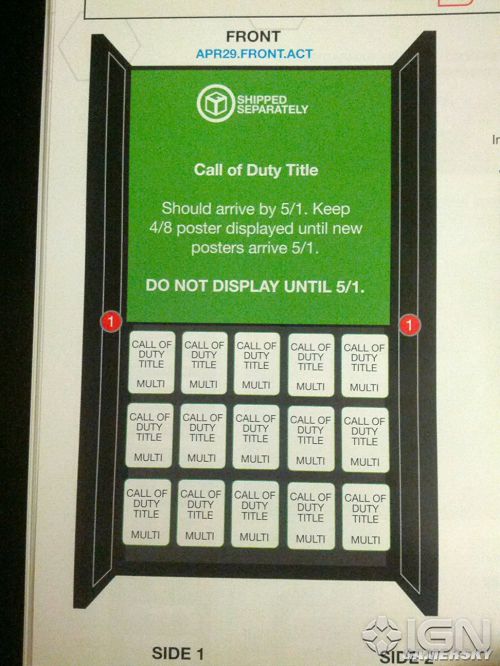 FRONT
APR29.FRONT.ACT
SHIPPED
SEPARATELY
Call of Duty Title
Should arrive by 5/1. Keep
4/8 poster displayed until new
posters arrive 5/1.
DO NOT DISPLAY UNTIL 5/1.
1
1
CALL OF CALL OF CALL OF CALL OF CALL OF
DUTY DUTY DUTY DUTY DUTY
TITLE TITLE TITLE TITLE TITLE
MULTI MULTI MULTI MULTI MULTI
CALL OF CALL OF CALL OF CALL OF CALL OF
DUTY DUTY DUTY DUTY DUTY
TITLE TITLE TITLE TITLE TITLE
MULTI MULTI MULTI MULTI MULTI
CALL OF CALL OF CALL OF CALL OF CALL OF
DUTY DUTY DUTY DUTY DUTY
TITLE TITLE TITLE TITLE TITLE
MULTI MULTI MULTI MULTI MULTI
SIDE 1
IGN